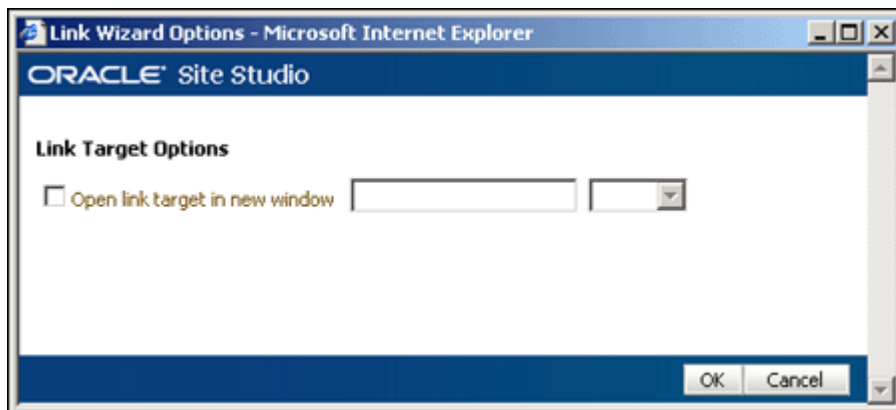 Link Wizard Options - Microsoft Internet Explorer
ORACLE® Site Studio
Link Target Options
Open link target in new window
OK Cancel